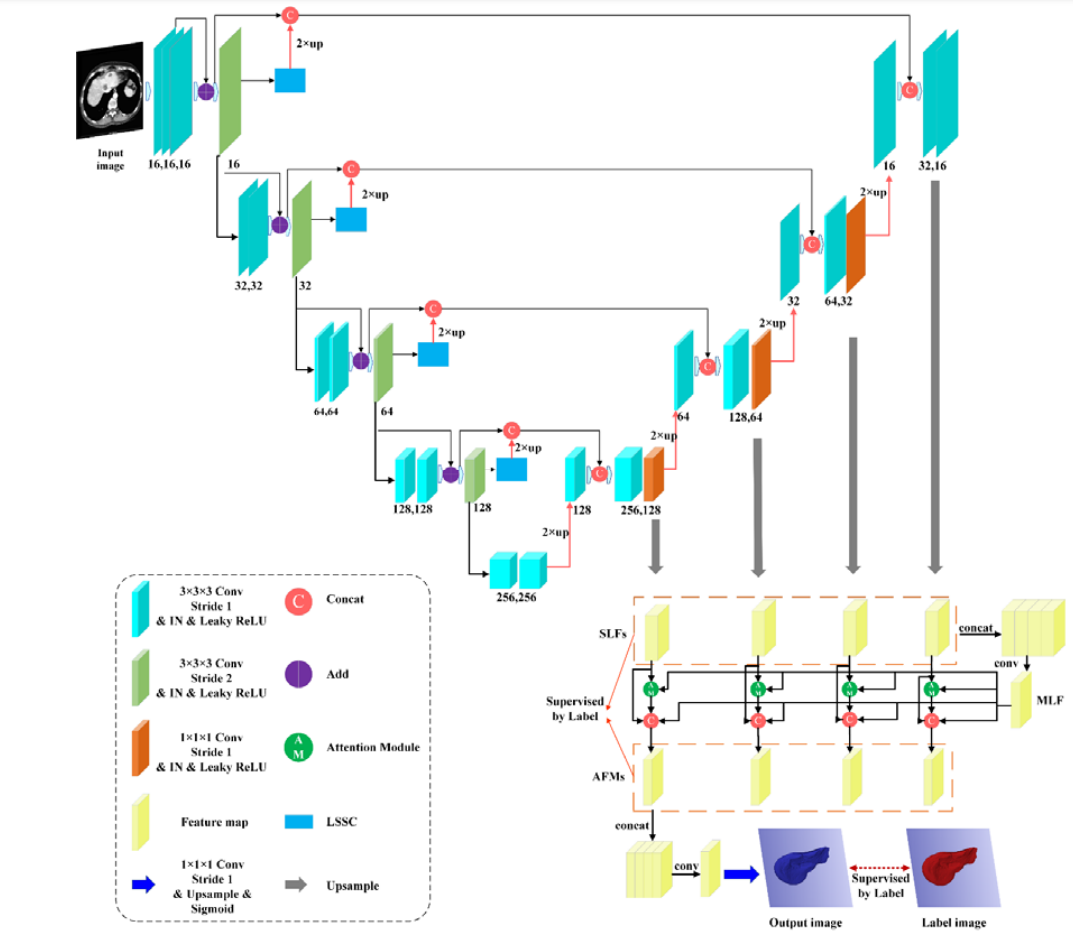 C
2×up
C
Input
image
16,16,16
16
16
32,16
C
2×up
2×up
C
32,32
32
32
64,32
C
2×up
2×up
C
64,64
64
64
128,64
C
2×up
2×up
C
128,128
128
128
256,128
2×up
256,256
3×3×3 Conv
Stride 1
& IN & Leaky ReLU
C
Concat
3×3×3 Conv
Stride 2
& IN & Leaky ReLU
Add
1×1×1 Conv
Stride 1
& IN & Leaky ReLU
A
M
Attention Module
Feature map
LSSC
1×1×1 Conv
Stride 1
& Upsample &
Sigmoid
Upsample
SLFs
concat
conv
AM
AM
AM
AM
MLF
Supervised
by Label
C
C
C
C
AFMs
concat
conv
Supervised
by Label
Output image
Label image